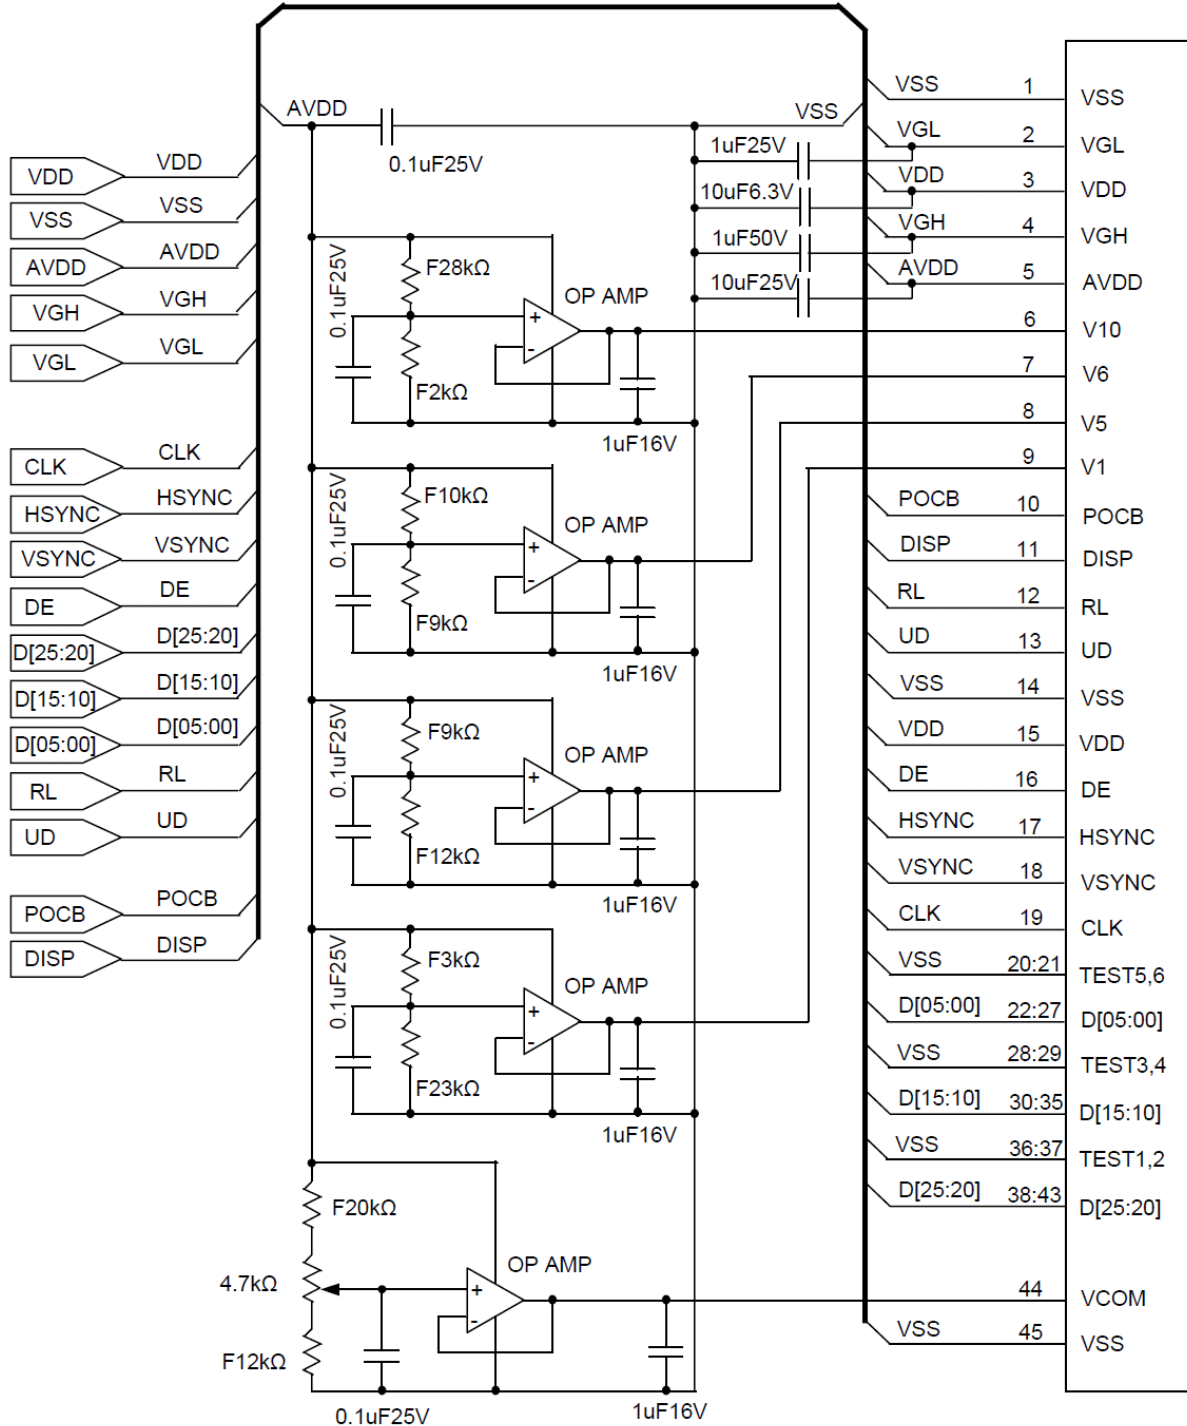 AVDD
VSS
0.1uF25V
VDD
VDD
VSS
VSS
AVDD
AVDD
VGH
VGH
VGL
VGL
CLK
CLK
HSYNC
HSYNC
VSYNC
VSYNC
DE
DE
D[25:20]
D[25:20]
D[15:10]
D[15:10]
D[05:00]
D[05:00]
RL
RL
UD
UD
POCB
POCB
DISP
DISP
0.1uF25V
F28kΩ
OP AMP
+
-
F2kΩ
1uF16V
0.1uF25V
F10kΩ
OP AMP
+
-
F9kΩ
1uF16V
0.1uF25V
F9kΩ
OP AMP
+
-
F12kΩ
1uF16V
0.1uF25V
F3kΩ
OP AMP
+
-
F23kΩ
1uF16V
F20kΩ
4.7kΩ
OP AMP
+
-
F12kΩ
0.1uF25V
1uF16V
1uF25V
10uF6.3V
1uF50V
10uF25V
VSS 1 VSS
VGL 2 VGL
VDD 3 VDD
VGH 4 VGH
AVDD 5 AVDD
6 V10
7 V6
8 V5
9 V1
POCB 10 POCB
DISP 11 DISP
RL 12 RL
UD 13 UD
VSS 14 VSS
VDD 15 VDD
DE 16 DE
HSYNC 17 HSYNC
VSYNC 18 VSYNC
CLK 19 CLK
VSS 20:21 TEST5,6
D[05:00] 22:27 D[05:00]
VSS 28:29 TEST3,4
D[15:10] 30:35 D[15:10]
VSS 36:37 TEST1,2
D[25:20] 38:43 D[25:20]
44 VCOM
VSS 45 VSS